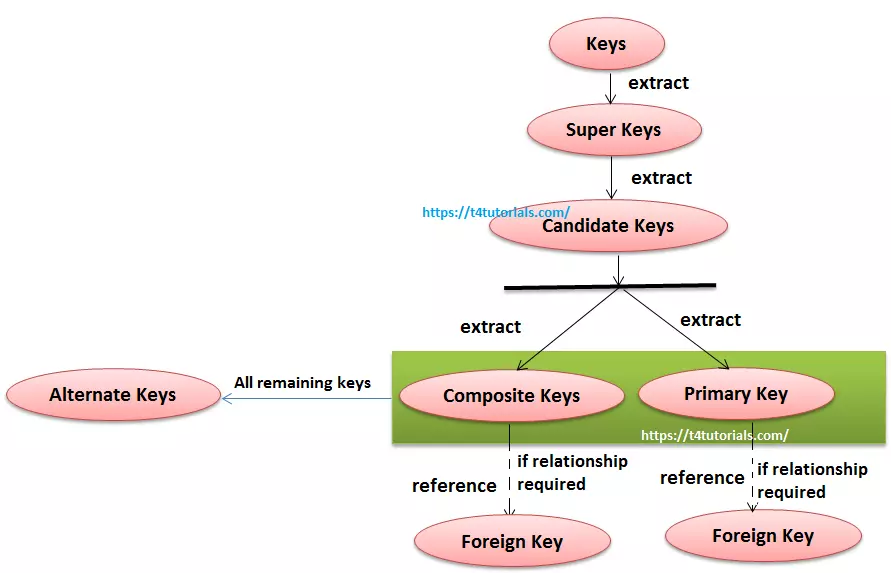 Keys
extract
Super Keys
extract
https://t4tutorials.com/
Candidate Keys
extract
extract
All remaining keys
Alternate Keys
Composite Keys
Primary Key
https://t4tutorials.com/
if relationship
required
reference
if relationship
required
reference
Foreign Key
Foreign Key